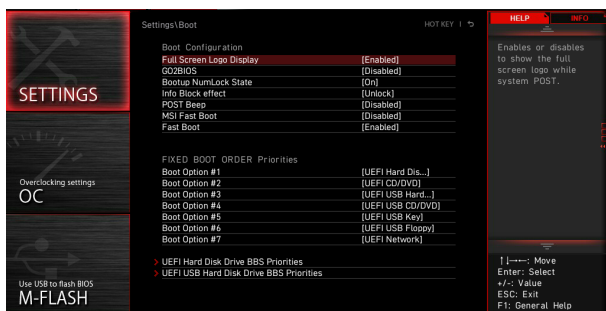 Settings\Boot
HOT KEY | ↰
HELP
INFO
SETTINGS
Overclocking settings
OC
Use USB to flash BIOS
M-FLASH
Boot Configuration
Full Screen Logo Display [Enabled]
GO2BIOS [Disabled]
Bootup NumLock State [On]
Info Block effect [Unlock]
POST Beep [Disabled]
MSI Fast Boot [Disabled]
Fast Boot [Enabled]
FIXED BOOT ORDER Priorities
Boot Option #1 [UEFI Hard Dis...]
Boot Option #2 [UEFI CD/DVD]
Boot Option #3 [UEFI USB Hard...]
Boot Option #4 [UEFI USB CD/DVD]
Boot Option #5 [UEFI USB Key]
Boot Option #6 [UEFI USB Floppy]
Boot Option #7 [UEFI Network]
> UEFI Hard Disk Drive BBS Priorities
> UEFI USB Hard Disk Drive BBS Priorities
Enables or disables
to show the full
screen logo while
system POST.
↑↓→←: Move
Enter: Select
+/-: Value
ESC: Exit
F1: General Help